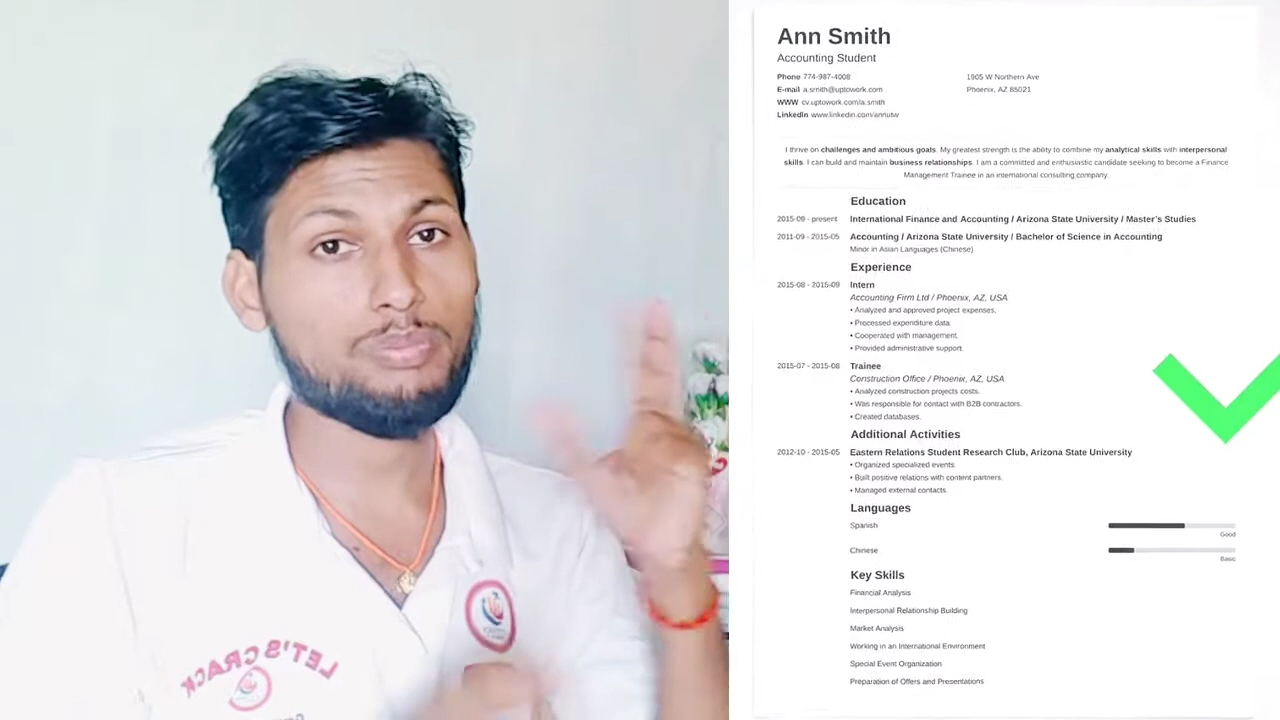 LET'S CRACK
Ann Smith
Accounting Student
Phone 774-987-4008
1905 W Northern Ave
E-mail a.smith@uptowork.com
Phoenix, AZ 85021
WWW cv.uptowork.com/a.smith
LinkedIn www.linkedin.com/annutw
I thrive on challenges and ambitious goals. My greatest strength is the ability to combine my analytical skills with interpersonal
skills. I can build and maintain business relationships. I am a committed and enthusiastic candidate seeking to become a Finance
Management Trainee in an international consulting company.
Education
2015-09 - present International Finance and Accounting / Arizona State University / Master's Studies
2011-09 - 2015-05 Accounting / Arizona State University / Bachelor of Science in Accounting
Minor in Asian Languages (Chinese)
Experience
2015-08 - 2015-09 Intern
Accounting Firm Ltd / Phoenix, AZ, USA
• Analyzed and approved project expenses.
• Processed expenditure data.
• Cooperated with management.
• Provided administrative support.
2015-07 - 2015-08 Trainee
Construction Office / Phoenix, AZ, USA
• Analyzed construction projects costs.
• Was responsible for contact with B2B contractors.
• Created databases.
Additional Activities
2012-10 - 2015-05 Eastern Relations Student Research Club, Arizona State University
• Organized specialized events.
• Built positive relations with content partners.
• Managed external contacts.
Languages
Spanish
Good
Chinese
Basic
Key Skills
Financial Analysis
Interpersonal Relationship Building
Market Analysis
Working in an International Environment
Special Event Organization
Preparation of Offers and Presentations